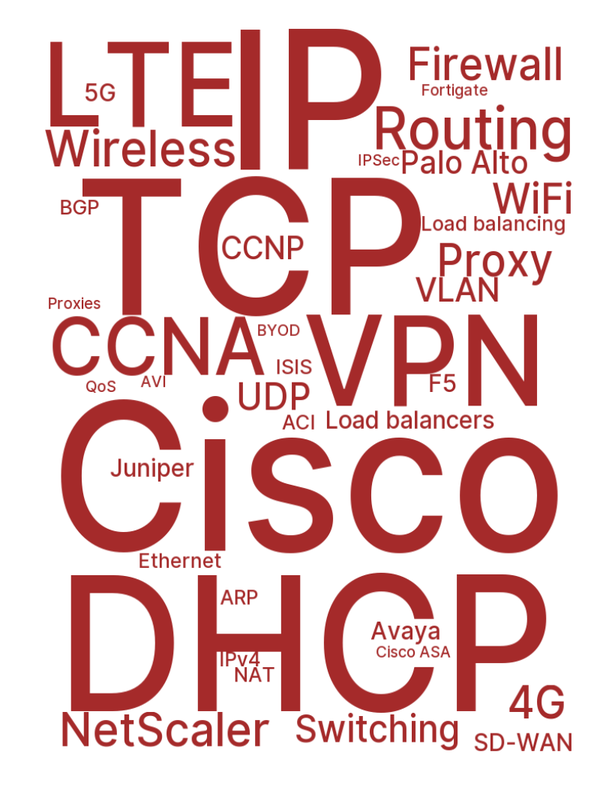 LTE
IP
5G
Firewall
Fortigate
Wireless
Routing
IPSec
Palo Alto
TCP
WiFi
BGP
Load balancing
CCNP
Proxy
VLAN
Proxies
CCNA
BYOD
VPN
ISIS
QoS
AVI
F5
UDP
ACI
Load balancers
Cisco
Juniper
Ethernet
DHCP
ARP
Avaya
Cisco ASA
IPv4
NAT
4G
NetScaler
Switching
SD-WAN